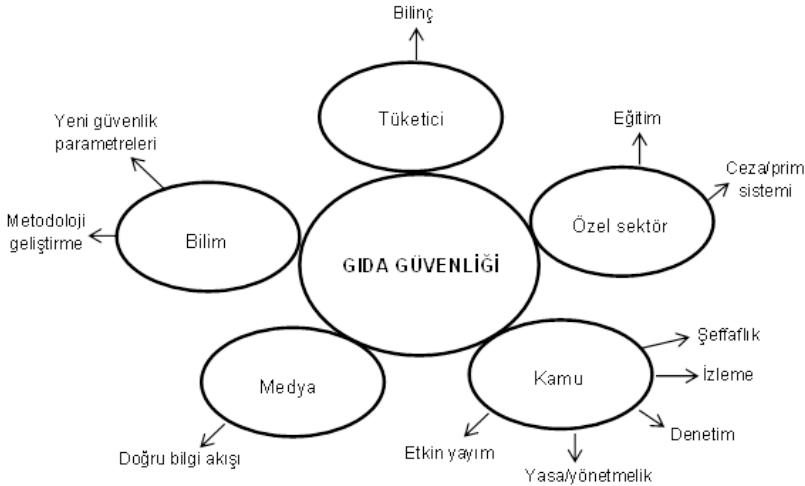 Bilinç
Tüketici
Yeni güvenlik
parametreleri
Eğitim
Ceza/prim
sistemi
Metodoloji
geliştirme
Bilim
Özel sektör
GIDA GÜVENLİĞİ
Medya
Kamu
Şeffaflık
İzleme
Denetim
Doğru bilgi akışı
Etkin yayım
Yasa/yönetmelik